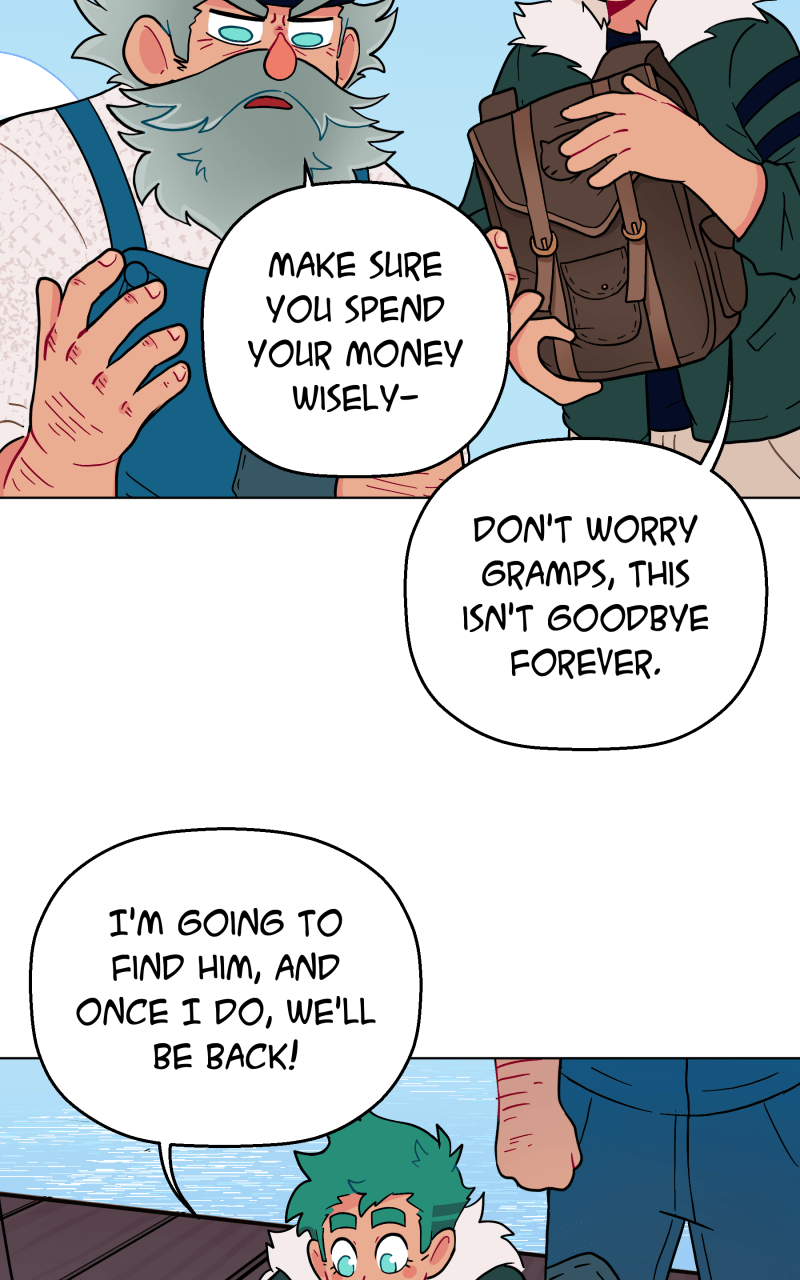 MAKE SURE
YOU SPEND
YOUR MONEY
WISELY-
DON'T WORRY
GRAMPS, THIS
ISN'T GOODBYE
FOREVER.
I'M GOING TO
FIND HIM, AND
ONCE I DO, WE'LL
BE BACK!